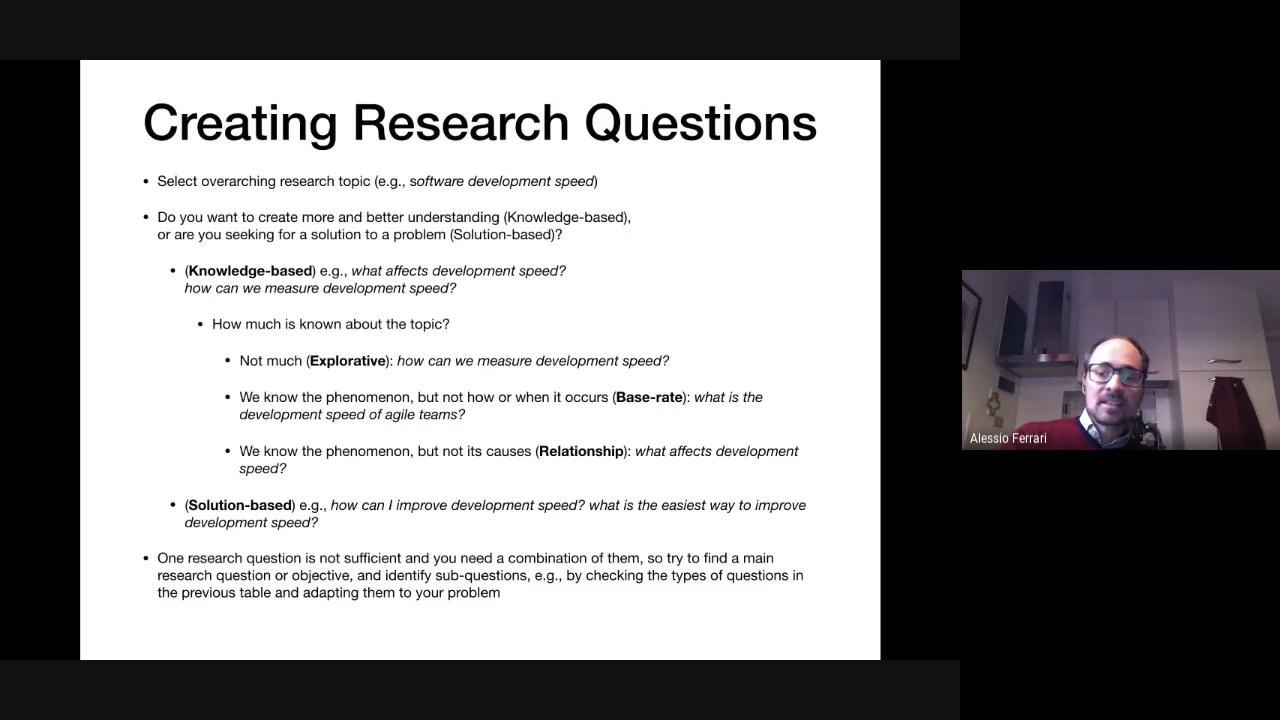 Creating Research Questions
• Select overarching research topic (e.g., software development speed)
• Do you want to create more and better understanding (Knowledge-based),
or are you seeking for a solution to a problem (Solution-based)?
• (Knowledge-based) e.g., what affects development speed?
how can we measure development speed?
• How much is known about the topic?
• Not much (Explorative): how can we measure development speed?
• We know the phenomenon, but not how or when it occurs (Base-rate): what is the
development speed of agile teams?
• We know the phenomenon, but not its causes (Relationship): what affects development
speed?
• (Solution-based) e.g., how can I improve development speed? what is the easiest way to improve
development speed?
• One research question is not sufficient and you need a combination of them, so try to find a main
research question or objective, and identify sub-questions, e.g., by checking the types of questions in
the previous table and adapting them to your problem
Alessio Ferrari